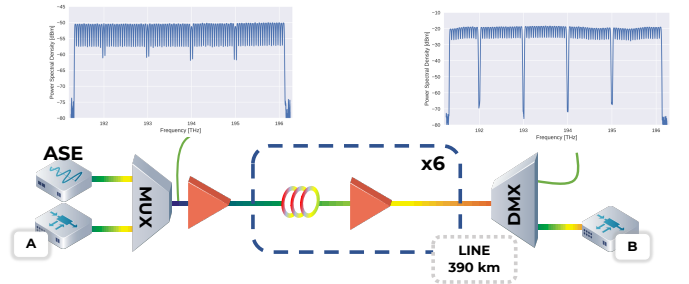 Power Spectral Density [dBm]
−45
−50
−55
−60
−65
−70
−75
−80
192
193
194
195
196
Frequency [THz]
Power Spectral Density [dBm]
−10
−20
−30
−40
−50
−60
−70
−80
192
193
194
195
196
Frequency [THz]
ASE
MUX
x6
DMX
A
B
LINE
390 km